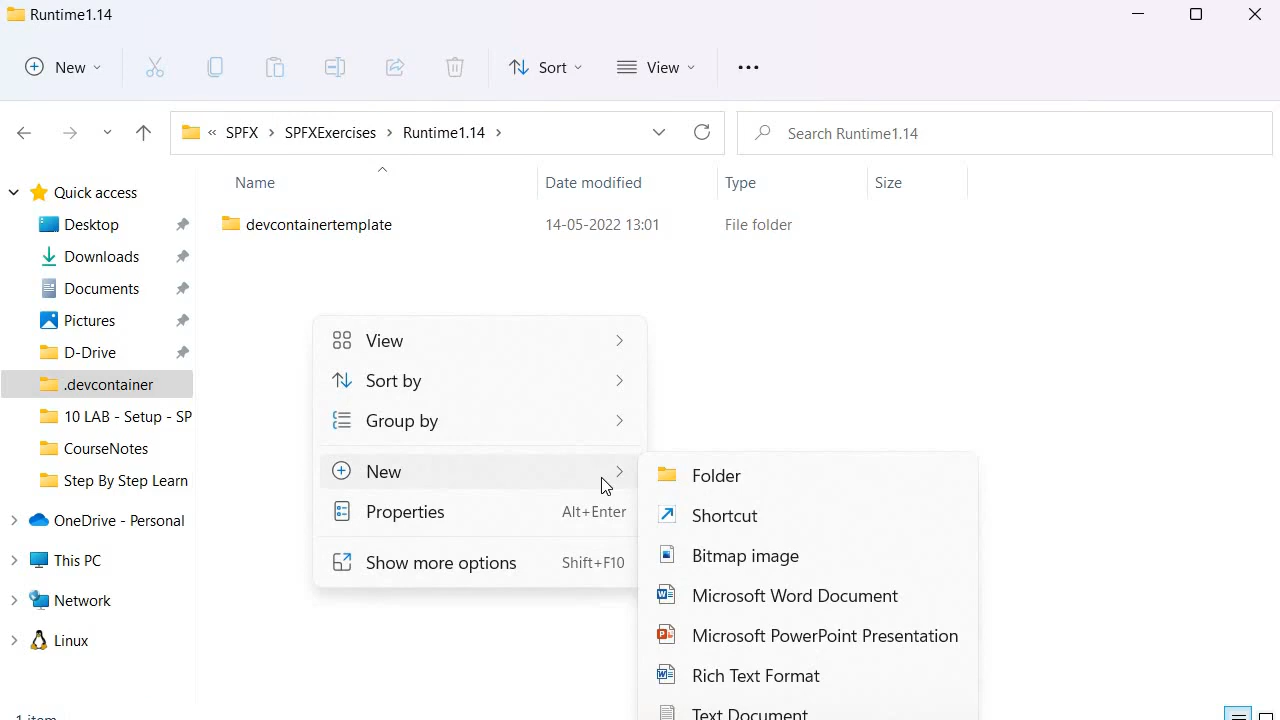 Runtime1.14
New
Sort
View
« SPFX > SPFXExercises > Runtime1.14 >
Search Runtime1.14
Name Date modified Type Size
devcontainertemplate 14-05-2022 13:01 File folder
Quick access
Desktop
Downloads
Documents
Pictures
D-Drive
.devcontainer
10 LAB - Setup - SP
CourseNotes
Step By Step Learn
OneDrive - Personal
This PC
Network
Linux
1 item
View
Sort by
Group by
New
Properties Alt+Enter
Show more options Shift+F10
Folder
Shortcut
Bitmap image
Microsoft Word Document
Microsoft PowerPoint Presentation
Rich Text Format
Text Document